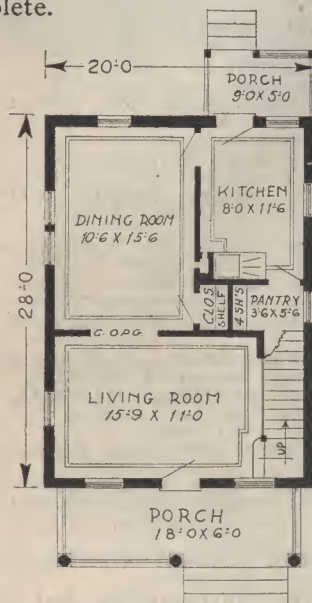 plete.
20'-0
PORCH
9'-0 X 5'-0
KITCHEN
8'-0 X 11'-6
DINING ROOM
10'-6 X 15'-6
28'-0
CLOS
SHELF
4 SH'S
PANTRY
3'-6 X 5'-6
C. OPG.
LIVING ROOM
15'-9 X 11'-0
UP
PORCH
18'-0 X 6'-0